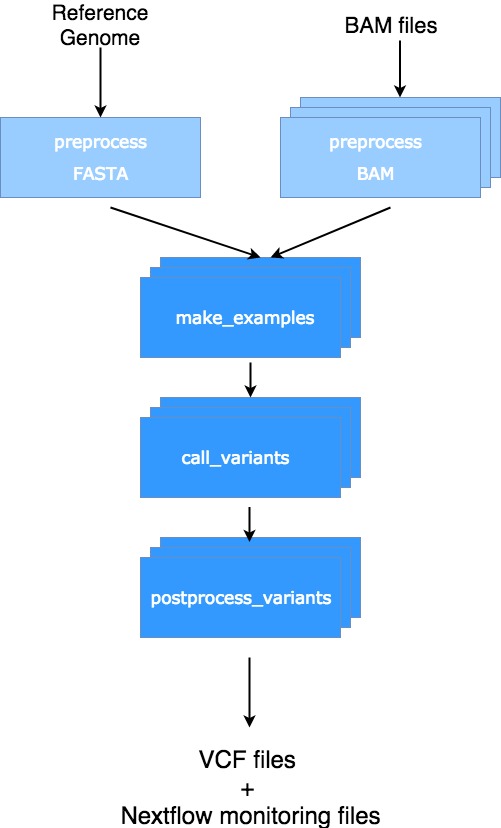 Reference
Genome
BAM files
preprocess
FASTA
preprocess
BAM
make_examples
call_variants
postprocess_variants
VCF files
+
Nextflow monitoring files